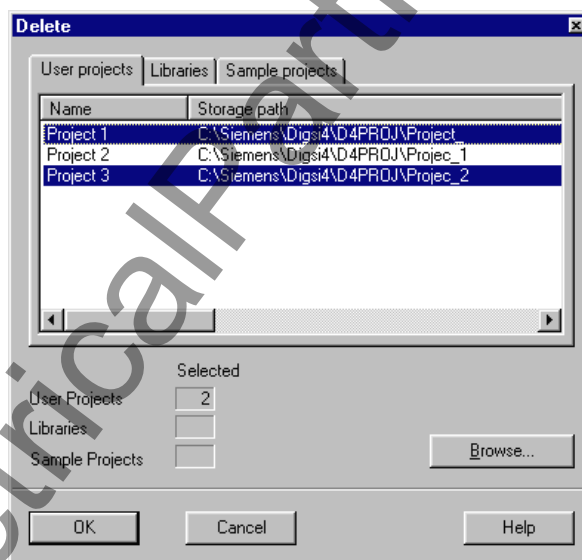 Delete
User projects Libraries Sample projects
Name Storage path
Project 1 C:\Siemens\Digsi4\D4PROJ\Project_
Project 2 C:\Siemens\Digsi4\D4PROJ\Projec_1
Project 3 C:\Siemens\Digsi4\D4PROJ\Projec_2
Selected
User Projects 2
Libraries
Sample Projects
Browse...
OK Cancel Help
ctricalParti